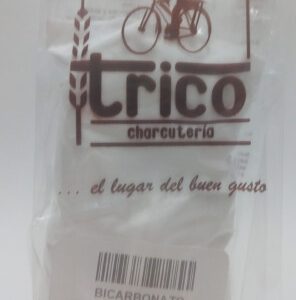 trico
charcutería
... el lugar del buen gusto
BICARBONATO